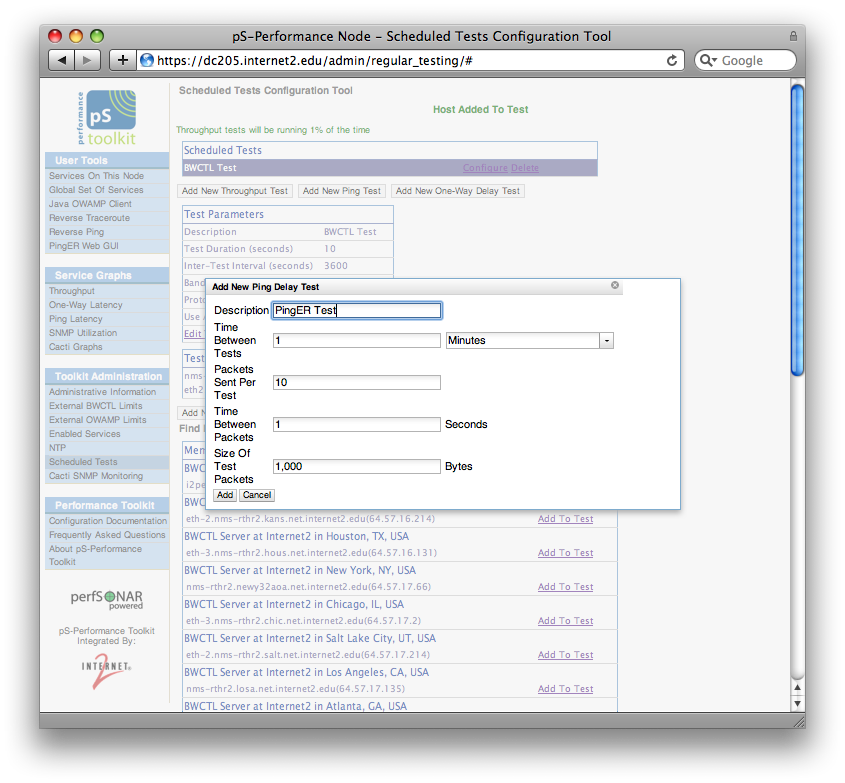 pS-Performance Node – Scheduled Tests Configuration Tool
https://dc205.internet2.edu/admin/regular_testing/#
Google
performance
pS
toolkit
User Tools
Services On This Node
Global Set Of Services
Java OWAMP Client
Reverse Traceroute
Reverse Ping
PingER Web GUI
Service Graphs
Throughput
One-Way Latency
Ping Latency
SNMP Utilization
Cacti Graphs
Toolkit Administration
Administrative Information
External BWCTL Limits
External OWAMP Limits
Enabled Services
NTP
Scheduled Tests
Cacti SNMP Monitoring
Performance Toolkit
Configuration Documentation
Frequently Asked Questions
About pS-Performance
Toolkit
perfSONAR
powered
pS-Performance Toolkit
Integrated By:
INTERNET
2
Scheduled Tests Configuration Tool
Host Added To Test
Throughput tests will be running 1% of the time
Scheduled Tests
BWCTL Test Configure Delete
Add New Throughput Test Add New Ping Test Add New One-Way Delay Test
Test Parameters
Description BWCTL Test
Test Duration (seconds) 10
Inter-Test Interval (seconds) 3600
Band
Proto
Use
Edit
Test
nms-
eth2
Add N
Find
Mem
BWC
i2pe
BWC
Add New Ping Delay Test
Description PingER Test
Time
Between
Tests
1 Minutes
Packets
Sent Per
Test
10
Time
Between
Packets
1 Seconds
Size Of
Test
Packets
1,000 Bytes
Add Cancel
eth-2.nms-rthr2.kans.net.internet2.edu(64.57.16.214) Add To Test
BWCTL Server at Internet2 in Houston, TX, USA
eth-3.nms-rthr2.hous.net.internet2.edu(64.57.16.131) Add To Test
BWCTL Server at Internet2 in New York, NY, USA
nms-rthr2.newy32aoa.net.internet2.edu(64.57.17.66) Add To Test
BWCTL Server at Internet2 in Chicago, IL, USA
eth-3.nms-rthr2.chic.net.internet2.edu(64.57.17.2) Add To Test
BWCTL Server at Internet2 in Salt Lake City, UT, USA
eth-2.nms-rthr2.salt.net.internet2.edu(64.57.17.214) Add To Test
BWCTL Server at Internet2 in Los Angeles, CA, USA
nms-rthr2.losa.net.internet2.edu(64.57.17.135) Add To Test
BWCTL Server at Internet2 in Atlanta, GA, USA